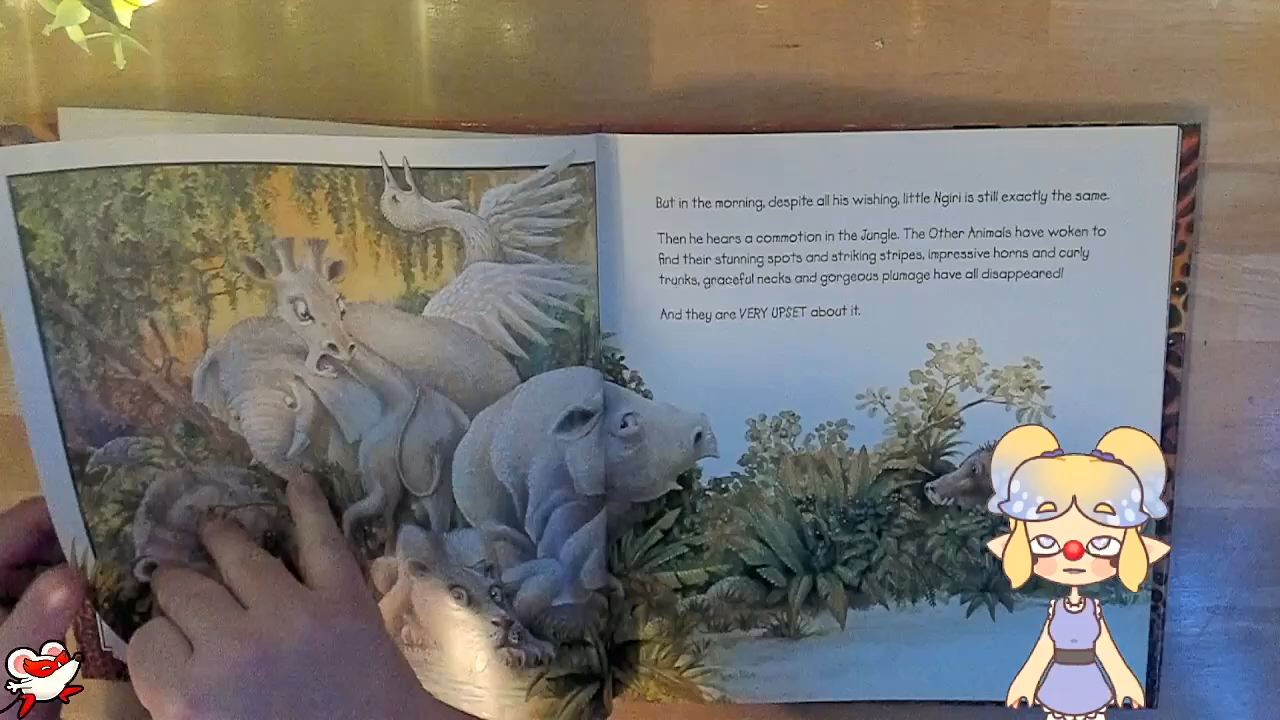 But in the morning, despite all his wishing, little Ngiri is still exactly the same.
Then he hears a commotion in the Jungle. The Other Animals have woken to
find their stunning spots and striking stripes, impressive horns and curly
trunks, graceful necks and gorgeous plumage have all disappeared!
And they are VERY UPSET about it.